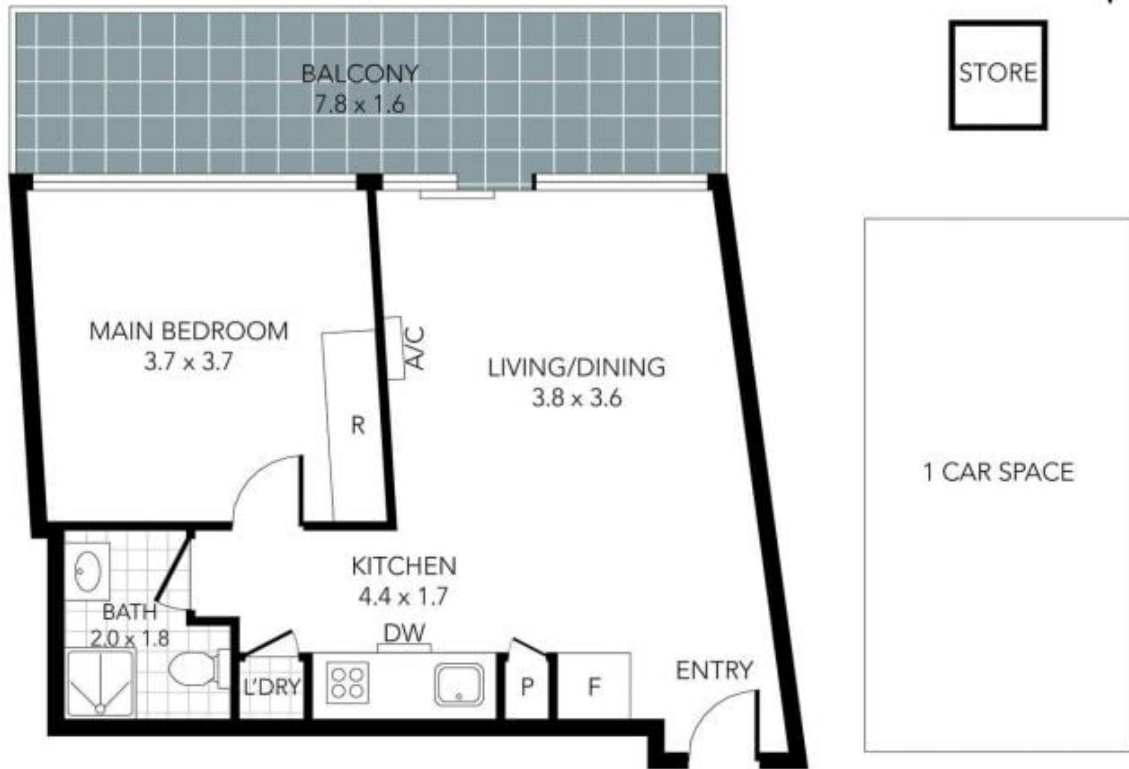 BALCONY
7.8 x 1.6
STORE
MAIN BEDROOM
3.7 x 3.7
A/C
R
LIVING/DINING
3.8 x 3.6
1 CAR SPACE
KITCHEN
4.4 x 1.7
BATH
2.0 x 1.8
DW
L'DRY
P
F
ENTRY